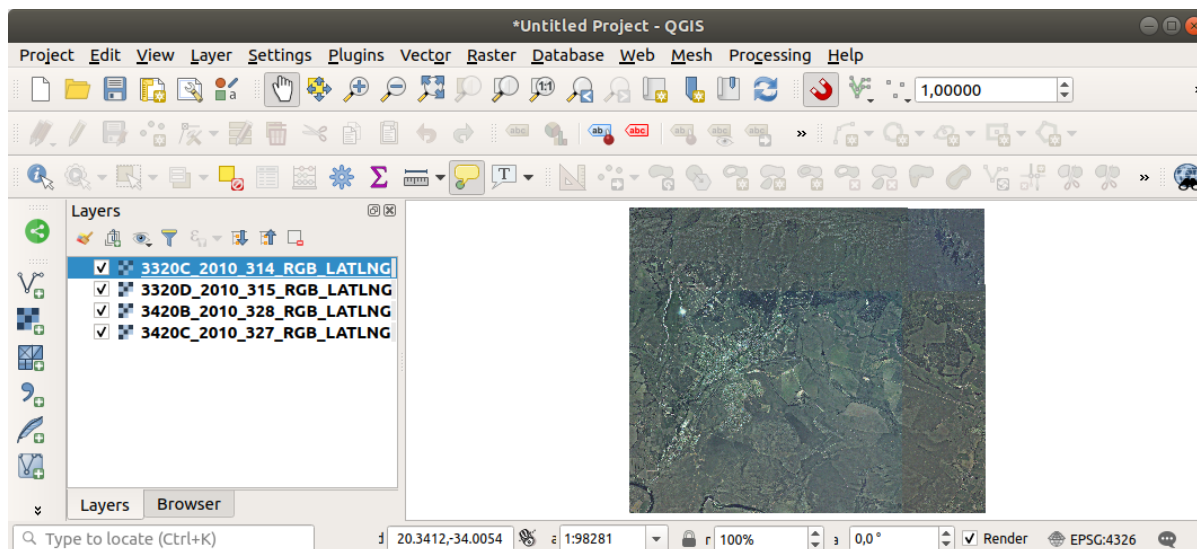 *Untitled Project - QGIS
Project Edit View Layer Settings Plugins Vector Raster Database Web Mesh Processing Help
1,00000
Layers
3320C_2010_314_RGB_LATLNG
3320D_2010_315_RGB_LATLNG
3420B_2010_328_RGB_LATLNG
3420C_2010_327_RGB_LATLNG
Layers Browser
Type to locate (Ctrl+K) 20.3412,-34.0054 1:98281 100% 0,0 ° Render EPSG:4326